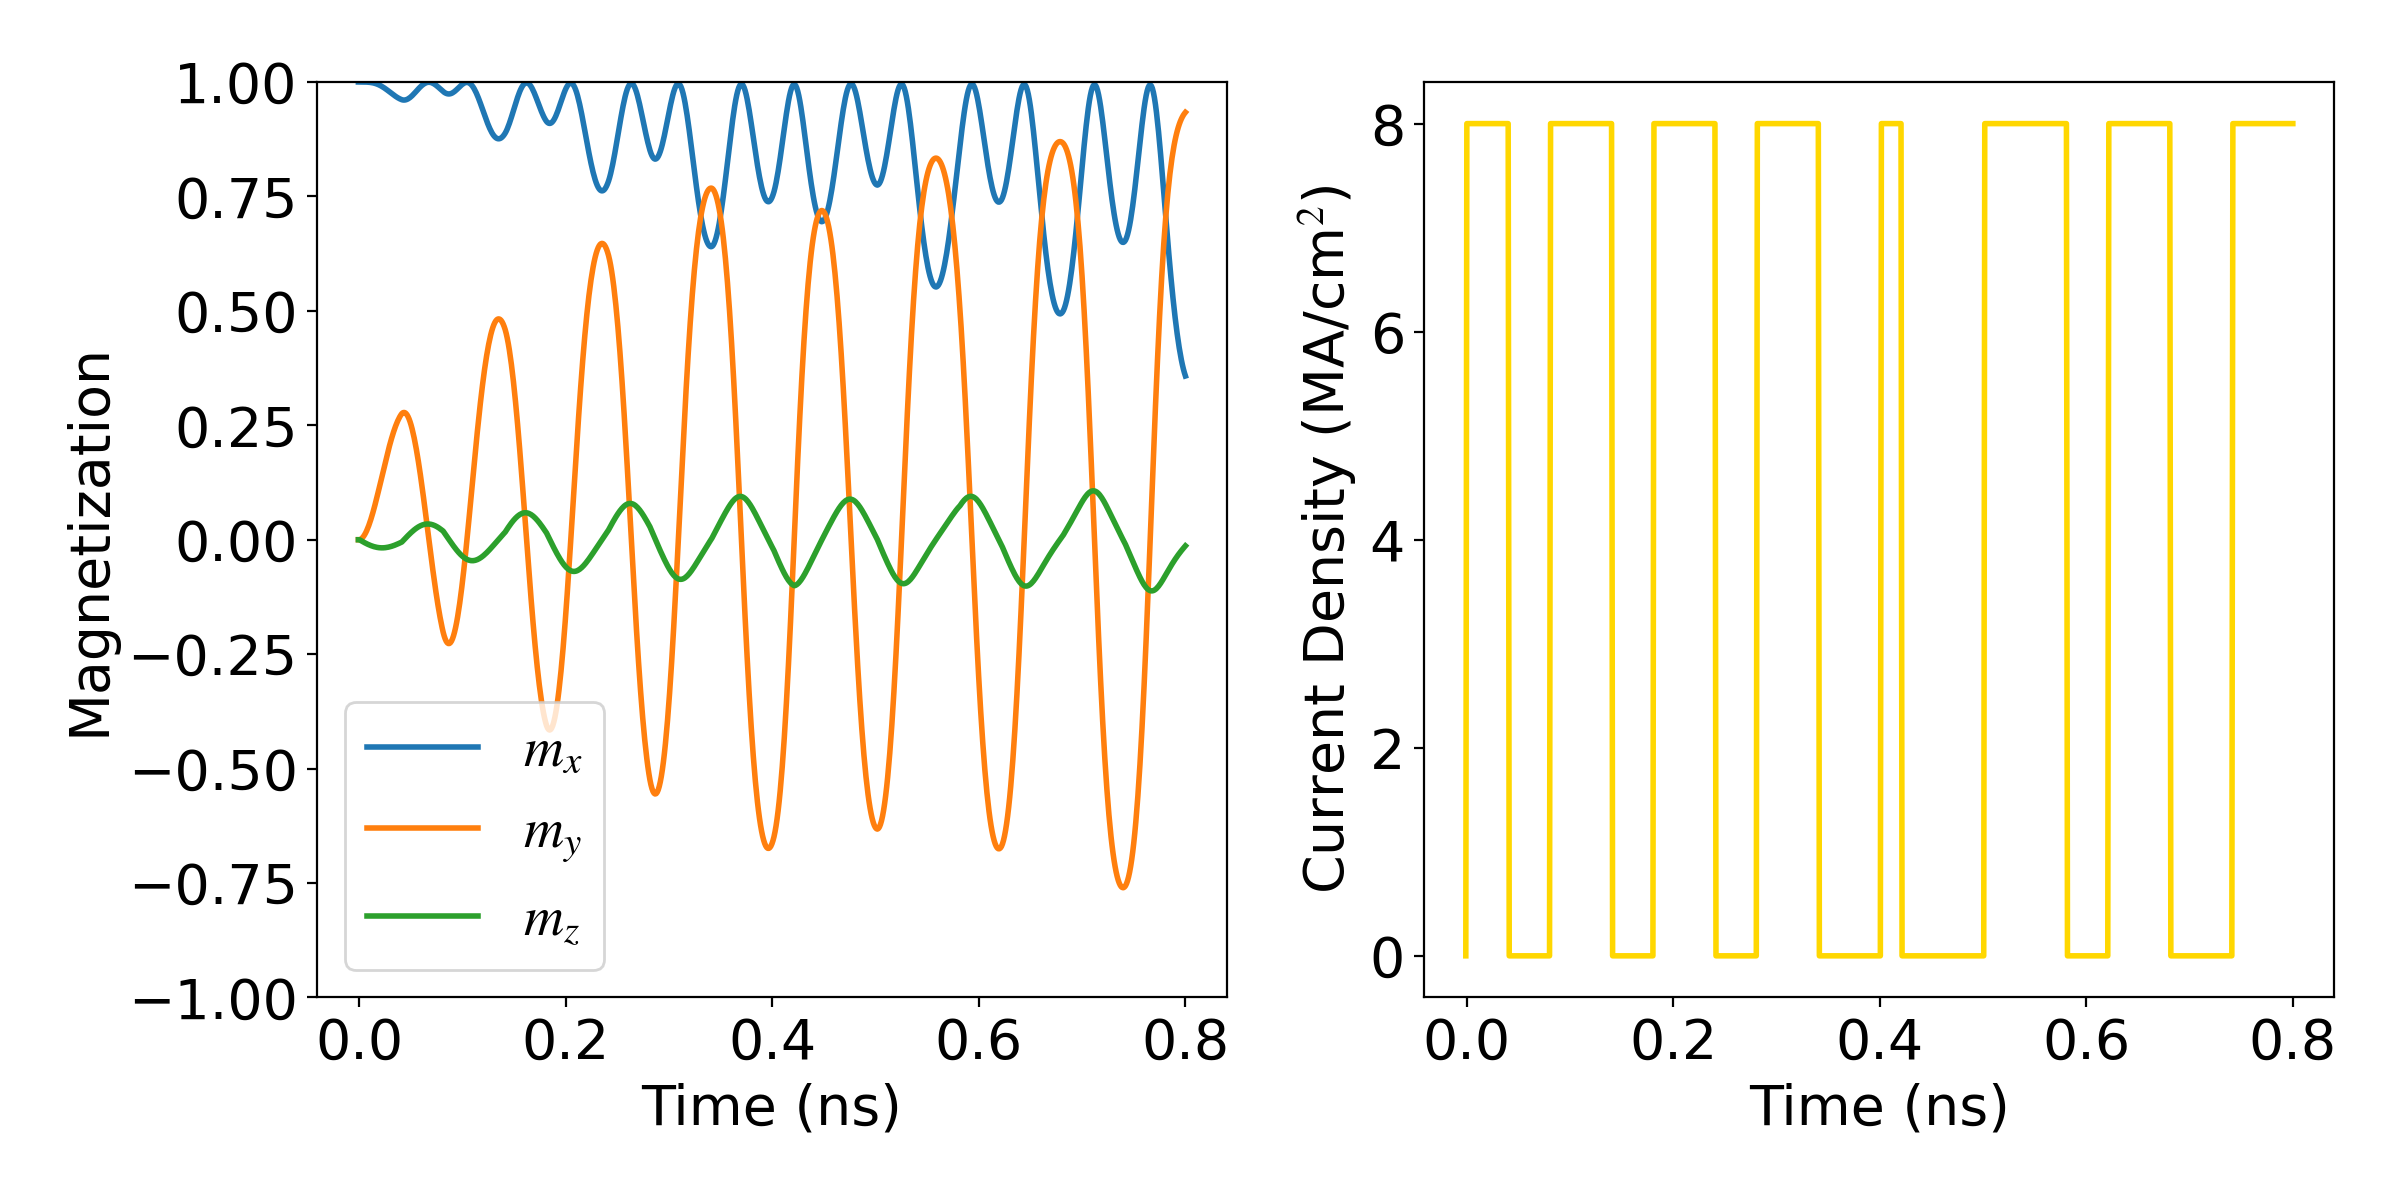 1.00
0.75
0.50
0.25
0.00
−0.25
−0.50
−0.75
−1.00
Magnetization
m_x
m_y
m_z
0.0 0.2 0.4 0.6 0.8
Time (ns)
8
6
4
2
0
Current Density (MA/cm²)
0.0 0.2 0.4 0.6 0.8
Time (ns)